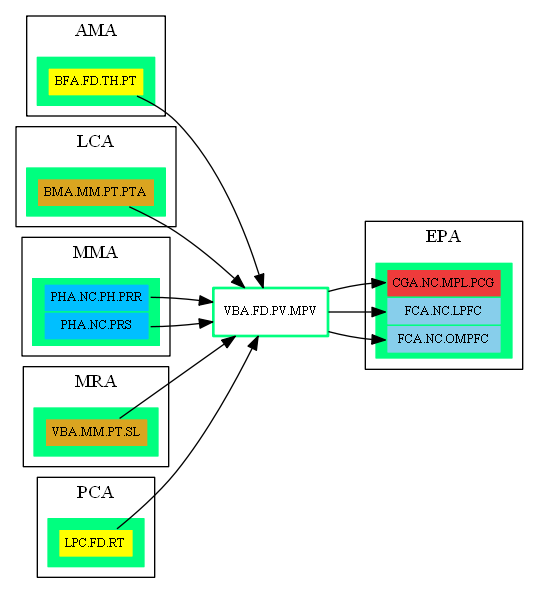 AMA
BFA.FD.TH.PT
LCA
BMA.MM.PT.PTA
MMA
PHA.NC.PH.PRR
PHA.NC.PRS
MRA
VBA.MM.PT.SL
PCA
LPC.FD.RT
VBA.FD.PV.MPV
EPA
CGA.NC.MPL.PCG
FCA.NC.LPFC
FCA.NC.OMPFC